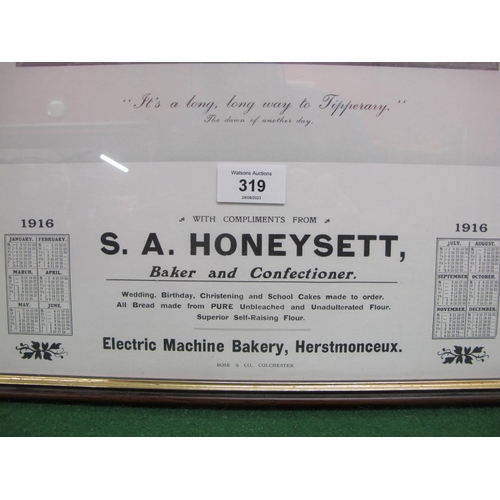 "It's a long, long way to Tipperary."
The dawn of another day.
Watsons Auctions
319
WITH COMPLIMENTS FROM
1916
1916
S. A. HONEYSETT,
Baker and Confectioner.
JANUARY. FEBRUARY.
MARCH. APRIL.
MAY. JUNE.
JULY. AUGUST.
SEPTEMBER. OCTOBER.
NOVEMBER. DECEMBER.
Wedding, Birthday, Christening and School Cakes made to order.
All Bread made from PURE Unbleached and Unadulterated Flour.
Superior Self-Raising Flour.
Electric Machine Bakery, Herstmonceux.